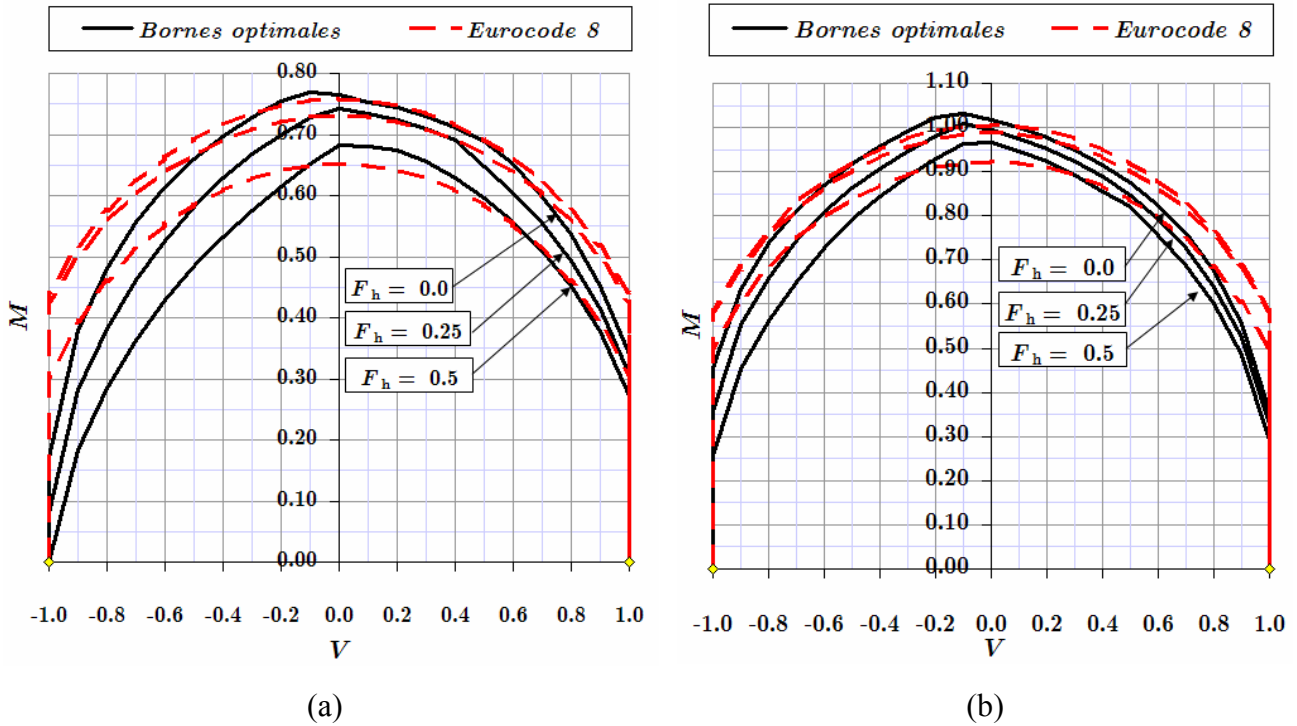 Bornes optimales Eurocode 8
0.80
0.70
0.60
0.50
0.40
0.30
0.20
0.10
0.00
M
F h = 0.0
F h = 0.25
F h = 0.5
-1.0 -0.8 -0.6 -0.4 -0.2 0.0 0.2 0.4 0.6 0.8 1.0
V
(a)
Bornes optimales Eurocode 8
1.10
1.00
0.90
0.80
0.70
0.60
0.50
0.40
0.30
0.20
0.10
0.00
M
F h = 0.0
F h = 0.25
F h = 0.5
-1.0 -0.8 -0.6 -0.4 -0.2 0.0 0.2 0.4 0.6 0.8 1.0
V
(b)